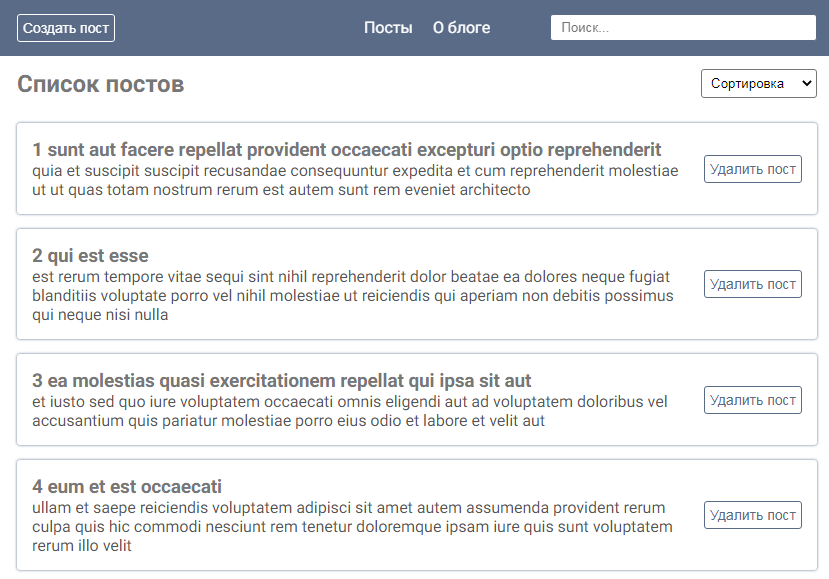 Создать пост
Посты
О блоге
Поиск...
Список постов
Сортировка
1 sunt aut facere repellat provident occaecati excepturi optio reprehenderit
quia et suscipit suscipit recusandae consequuntur expedita et cum reprehenderit molestiae
ut ut quas totam nostrum rerum est autem sunt rem eveniet architecto
Удалить пост
2 qui est esse
est rerum tempore vitae sequi sint nihil reprehenderit dolor beatae ea dolores neque fugiat
blanditiis voluptate porro vel nihil molestiae ut reiciendis qui aperiam non debitis possimus
qui neque nisi nulla
Удалить пост
3 ea molestias quasi exercitationem repellat qui ipsa sit aut
et iusto sed quo iure voluptatem occaecati omnis eligendi aut ad voluptatem doloribus vel
accusantium quis pariatur molestiae porro eius odio et labore et velit aut
Удалить пост
4 eum et est occaecati
ullam et saepe reiciendis voluptatem adipisci sit amet autem assumenda provident rerum
culpa quis hic commodi nesciunt rem tenetur doloremque ipsam iure quis sunt voluptatem
rerum illo velit
Удалить пост